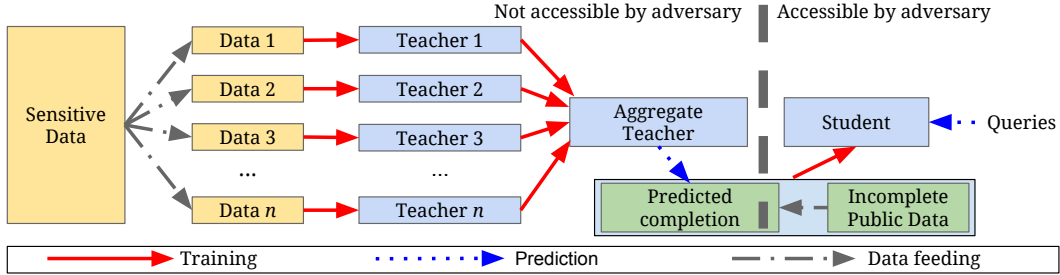 Not accessible by adversary
Accessible by adversary
Sensitive
Data
Data 1
Teacher 1
Data 2
Teacher 2
Data 3
Teacher 3
...
...
Data n
Teacher n
Aggregate
Teacher
Student
Queries
Predicted
completion
Incomplete
Public Data
Training
Prediction
Data feeding